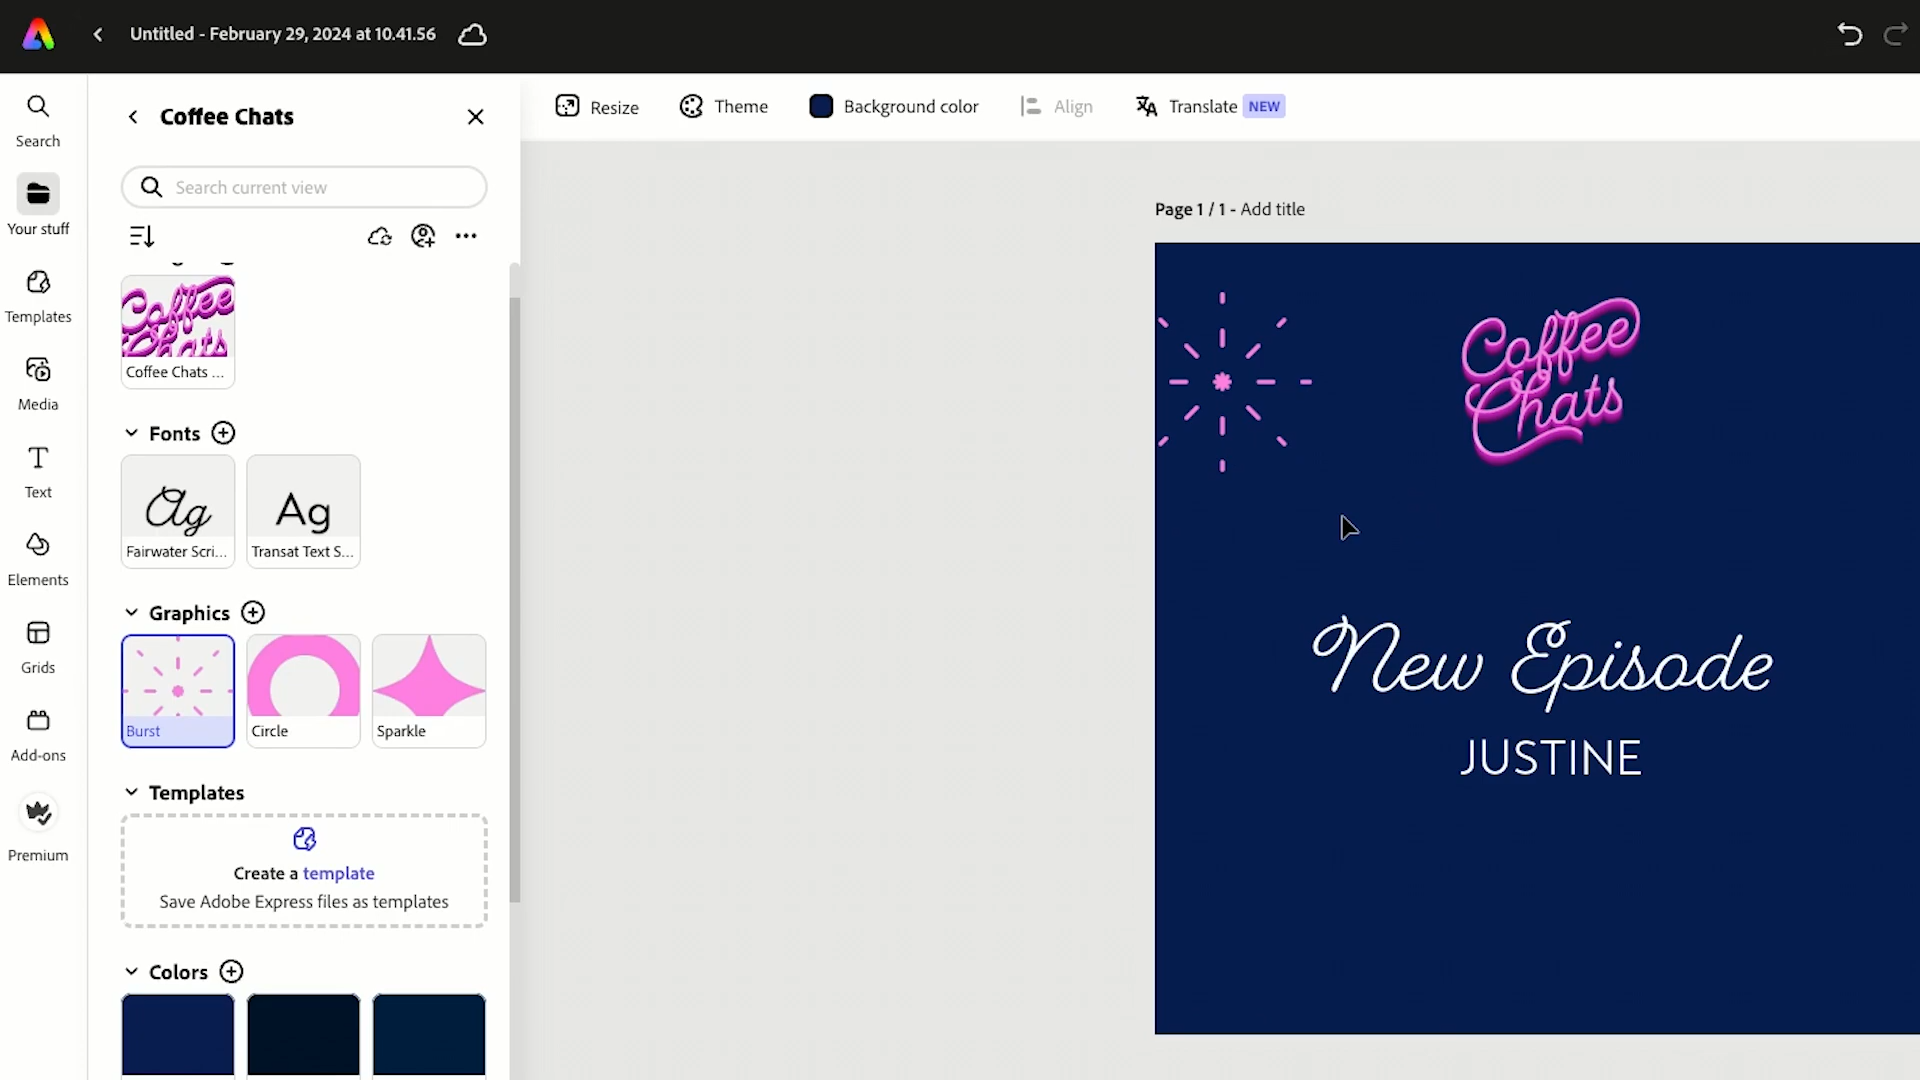 Untitled - February 29, 2024 at 10.41.56
Search
Your stuff
Templates
Media
Text
Elements
Grids
Add-ons
Premium
Coffee Chats
Search current view
Coffee
Chats
Coffee Chats ...
Fonts
Ag
Ag
Fairwater Scri...
Transat Text S...
Graphics
Burst
Circle
Sparkle
Templates
Create a template
Save Adobe Express files as templates
Colors
Resize
Theme
Background color
Align
Translate NEW
Page 1 / 1 - Add title
Coffee
Chats
New Episode
JUSTINE